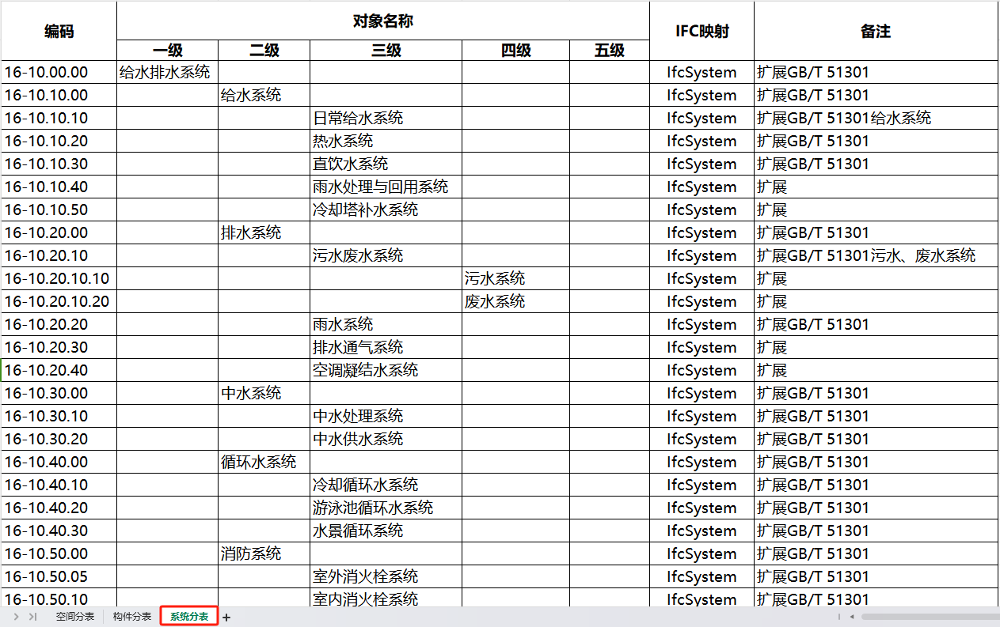 编码 对象名称 IFC映射 备注
一级 二级 三级 四级 五级
16-10.00.00 给水排水系统 IfcSystem 扩展GB/T 51301
16-10.10.00 给水系统 IfcSystem 扩展GB/T 51301
16-10.10.10 日常给水系统 IfcSystem 扩展GB/T 51301给水系统
16-10.10.20 热水系统 IfcSystem 扩展GB/T 51301
16-10.10.30 直饮水系统 IfcSystem 扩展GB/T 51301
16-10.10.40 雨水处理与回用系统 IfcSystem 扩展
16-10.10.50 冷却塔补水系统 IfcSystem 扩展
16-10.20.00 排水系统 IfcSystem 扩展GB/T 51301
16-10.20.10 污水废水系统 IfcSystem 扩展GB/T 51301污水、废水系统
16-10.20.10.10 污水系统 IfcSystem 扩展
16-10.20.10.20 废水系统 IfcSystem 扩展
16-10.20.20 雨水系统 IfcSystem 扩展GB/T 51301
16-10.20.30 排水通气系统 IfcSystem 扩展
16-10.20.40 空调凝结水系统 IfcSystem 扩展
16-10.30.00 中水系统 IfcSystem 扩展GB/T 51301
16-10.30.10 中水处理系统 IfcSystem 扩展GB/T 51301
16-10.30.20 中水供水系统 IfcSystem 扩展GB/T 51301
16-10.40.00 循环水系统 IfcSystem 扩展GB/T 51301
16-10.40.10 冷却循环水系统 IfcSystem 扩展GB/T 51301
16-10.40.20 游泳池循环水系统 IfcSystem 扩展GB/T 51301
16-10.40.30 水景循环系统 IfcSystem 扩展GB/T 51301
16-10.50.00 消防系统 IfcSystem 扩展GB/T 51301
16-10.50.05 室外消火栓系统 IfcSystem 扩展GB/T 51301
16-10.50.10 室内消火栓系统 IfcSystem 扩展GB/T 51301
空间分表 构件分表 系统分表 +